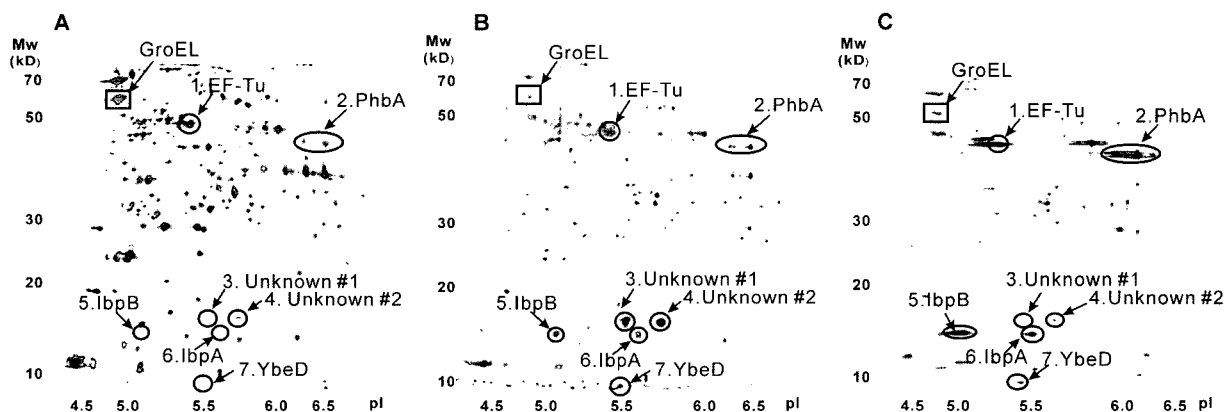 A
Mw
(kD)
GroEL
70
1.EF-Tu
2.PhbA
50
30
20
3. Unknown #1
4. Unknown #2
5.IbpB
6.IbpA
7.YbeD
10
4.5 5.0 5.5 6.0 6.5 pI
B
Mw
(kD)
GroEL
70
1.EF-Tu
2.PhbA
50
30
20
3.Unknown #1
4.Unknown #2
5.IbpB
6.IbpA
7.YbeD
10
4.5 5.0 5.5 6.0 6.5 pI
C
Mw
(kD)
GroEL
70
1.EF-Tu
2.PhbA
50
30
20
3.Unknown #1
4.Unknown #2
5.IbpB
6.IbpA
7.YbeD
10
4.5 5.0 5.5 6.0 6.5 pI